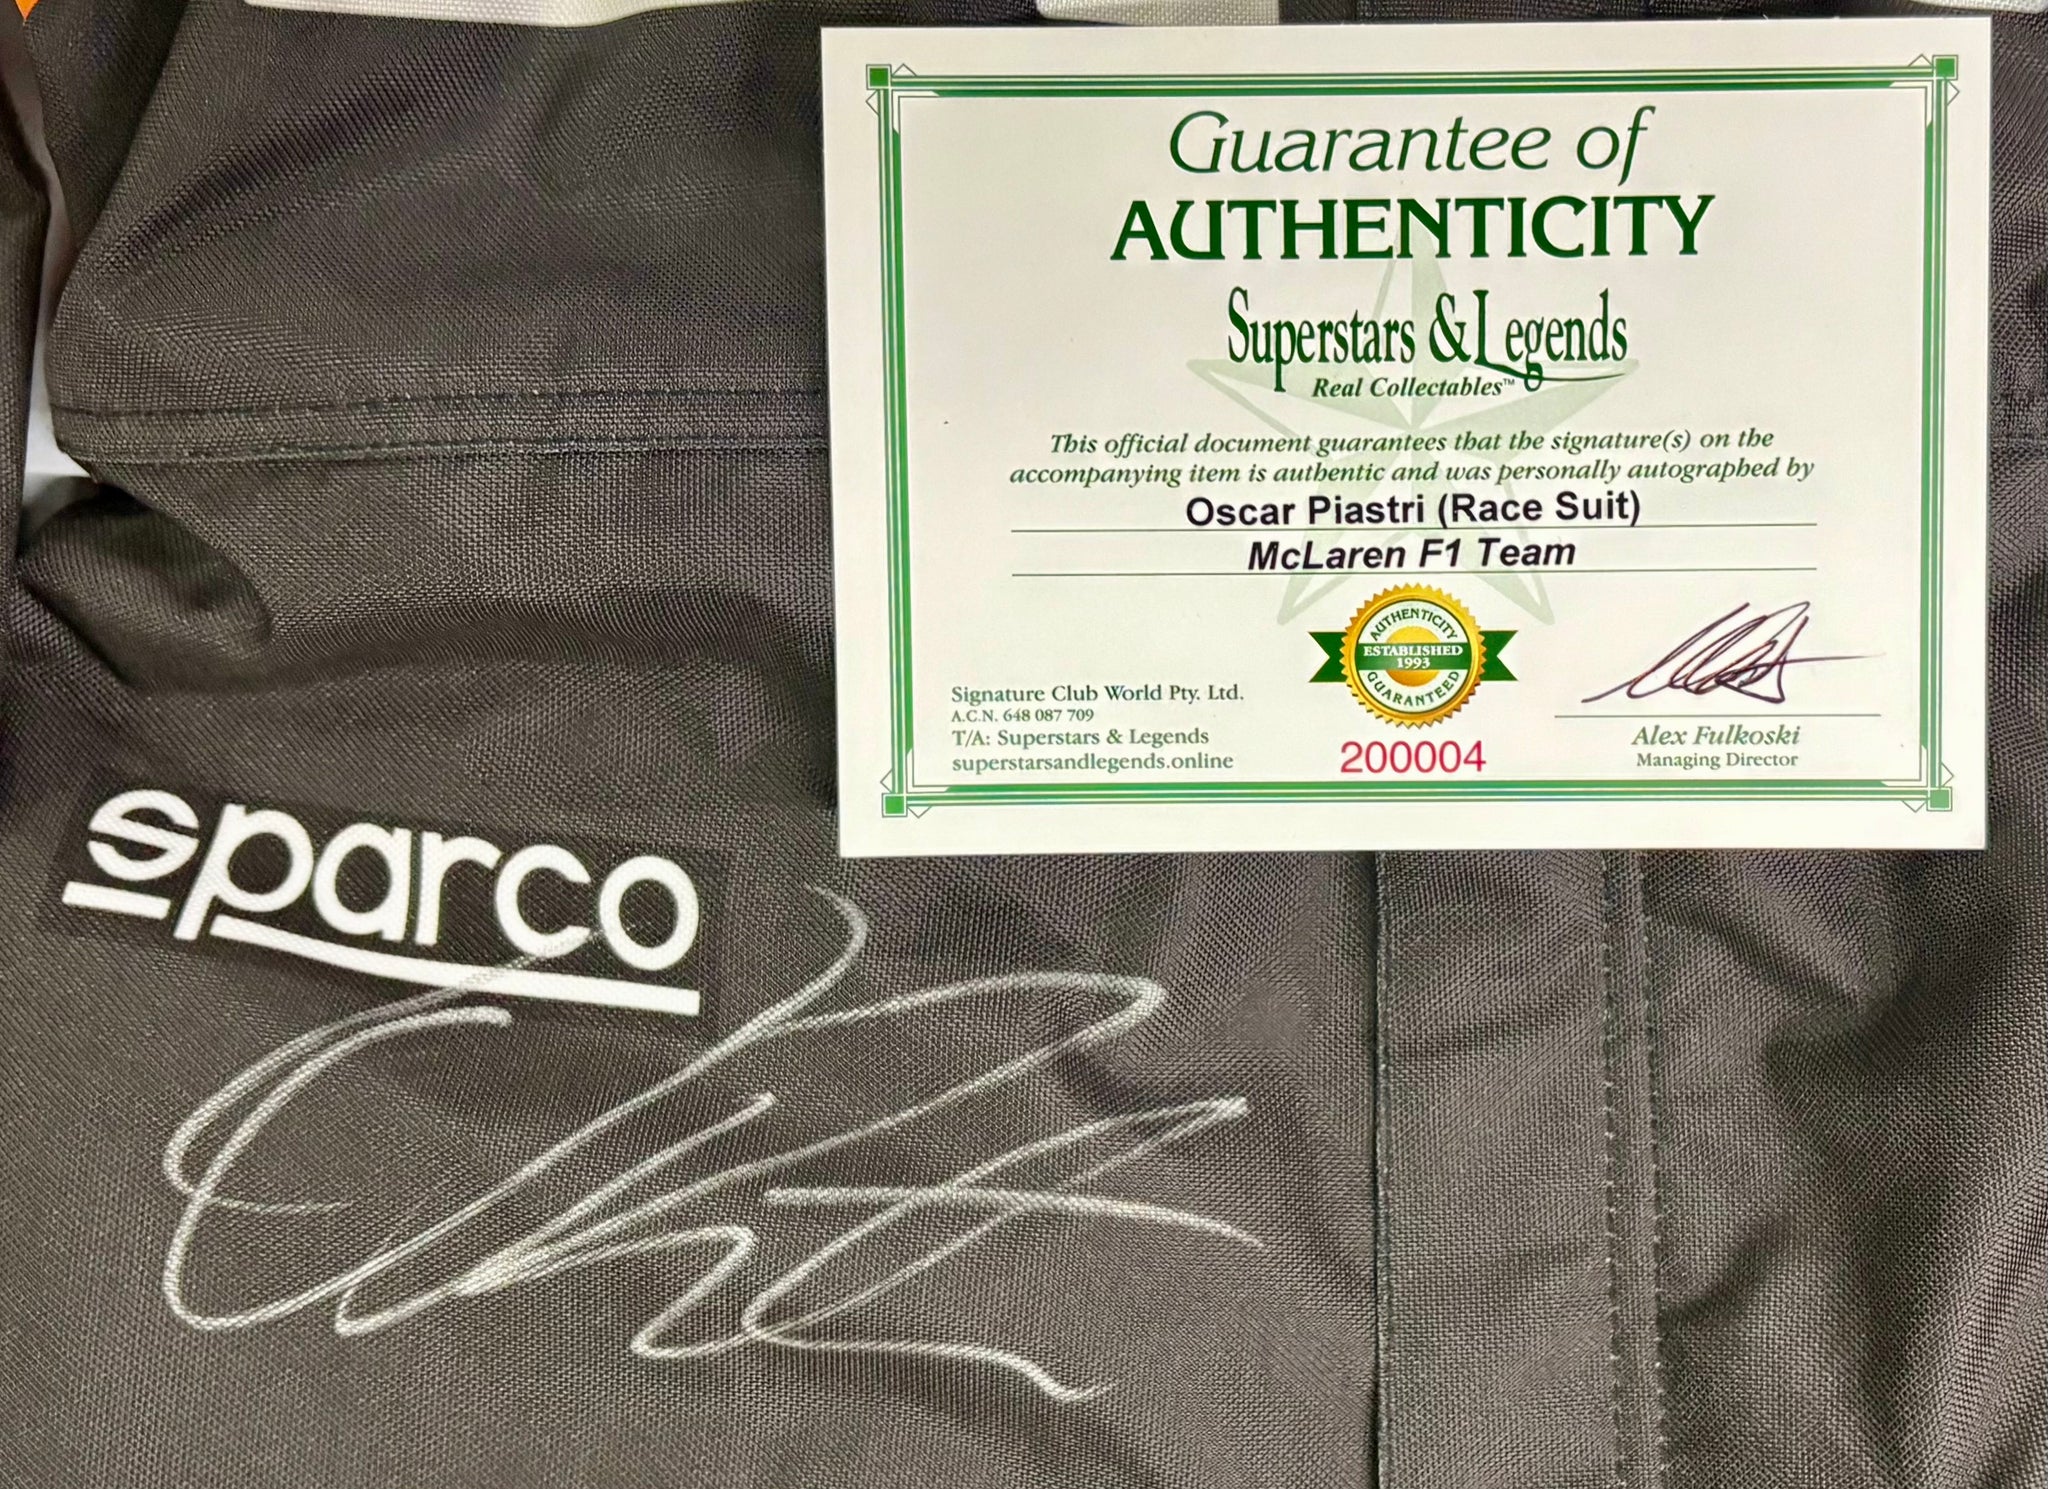 Guarantee of
AUTHENTICITY
Superstars & Legends
Real Collectables™
This official document guarantees that the signature(s) on the
accompanying item is authentic and was personally autographed by
Oscar Piastri (Race Suit)
McLaren F1 Team
AUTHENTICITY
ESTABLISHED
1993
GUARANTEED
Signature Club World Pty. Ltd.
A.C.N. 648 087 709
T/A: Superstars & Legends
superstarsandlegends.online
200004
Alex Fulkoski
Managing Director
sparco